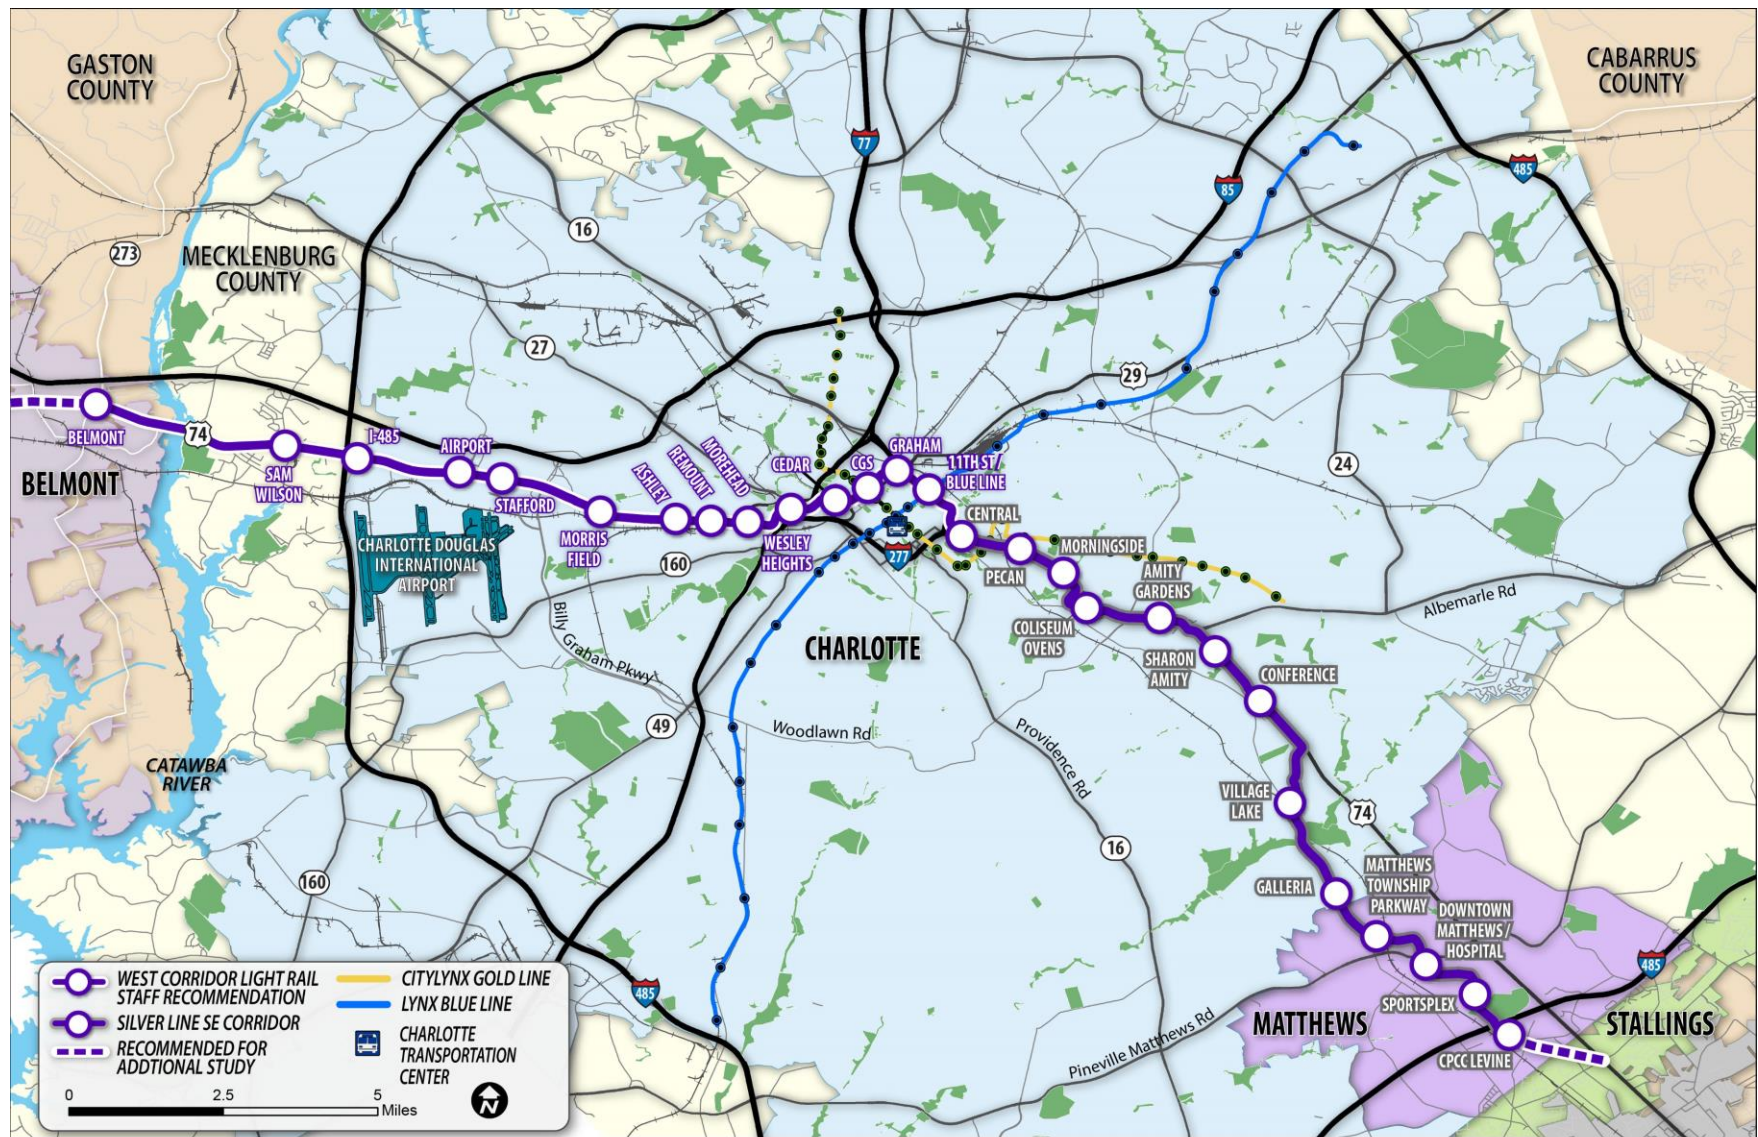 GASTON
COUNTY
CABARRUS
COUNTY
77
485
85
16
273
MECKLENBURG
COUNTY
27
29
74
BELMONT
I-485
AIRPORT
SAM
WILSON
STAFFORD
BELMONT
MORRIS
FIELD
ASHLEY
REMOUNT
MOREHEAD
CEDAR
CGS
GRAHAM
11TH ST/
BLUE LINE
24
WESLEY
HEIGHTS
CENTRAL
PECAN
MORNINGSIDE
AMITY
GARDENS
CHARLOTTE DOUGLAS
INTERNATIONAL
AIRPORT
160
277
Albemarle Rd
Billy Graham Pkwy
CHARLOTTE
COLISEUM
OVENS
SHARON
AMITY
CONFERENCE
49
Woodlawn Rd
Providence Rd
CATAWBA
RIVER
VILLAGE
LAKE
74
16
160
GALLERIA
MATTHEWS
TOWNSHIP
PARKWAY
DOWNTOWN
MATTHEWS /
HOSPITAL
485
485
SPORTSPLEX
MATTHEWS
STALLINGS
CPCC LEVINE
Pineville Matthews Rd
WEST CORRIDOR LIGHT RAIL
STAFF RECOMMENDATION
SILVER LINE SE CORRIDOR
RECOMMENDED FOR
ADDTIONAL STUDY
CITYLYNX GOLD LINE
LYNX BLUE LINE
CHARLOTTE
TRANSPORTATION
CENTER
0 2.5 5
Miles
N